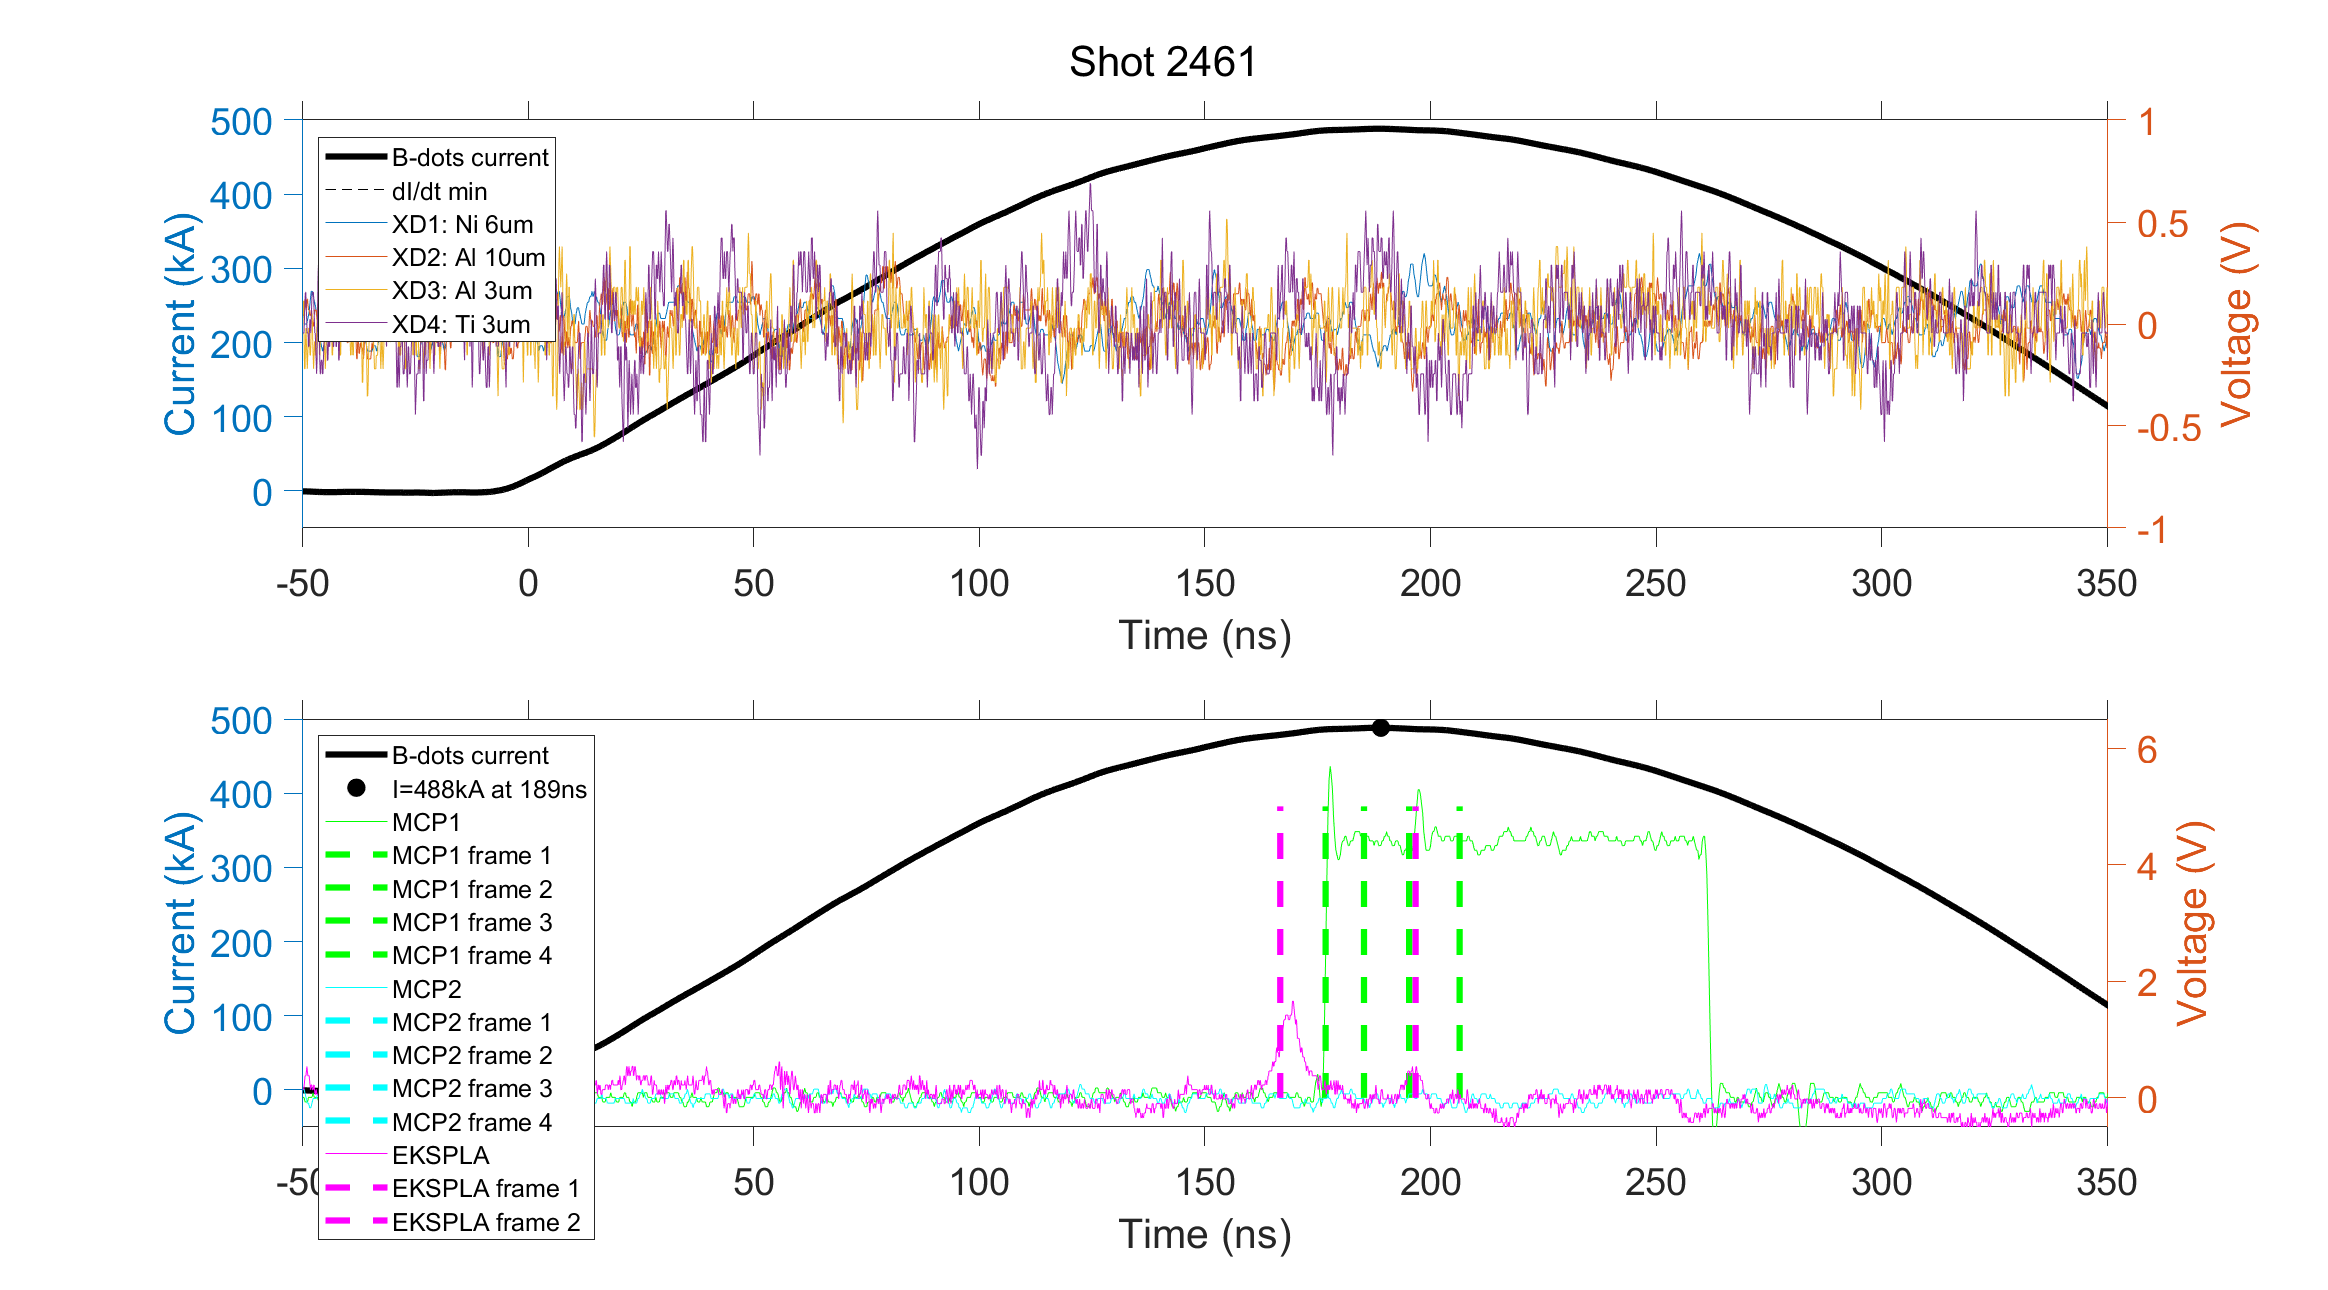 Shot 2461
500
400
300
200
100
0
Current (kA)
B-dots current
dI/dt min
XD1: Ni 6um
XD2: Al 10um
XD3: Al 3um
XD4: Ti 3um
1
0.5
0
-0.5
-1
Voltage (V)
-50 0 50 100 150 200 250 300 350
Time (ns)
500
400
300
200
100
0
Current (kA)
B-dots current
I=488kA at 189ns
MCP1
MCP1 frame 1
MCP1 frame 2
MCP1 frame 3
MCP1 frame 4
MCP2
MCP2 frame 1
MCP2 frame 2
MCP2 frame 3
MCP2 frame 4
EKSPLA
EKSPLA frame 1
EKSPLA frame 2
6
4
2
0
Voltage (V)
-50 50 100 150 200 250 300 350
Time (ns)